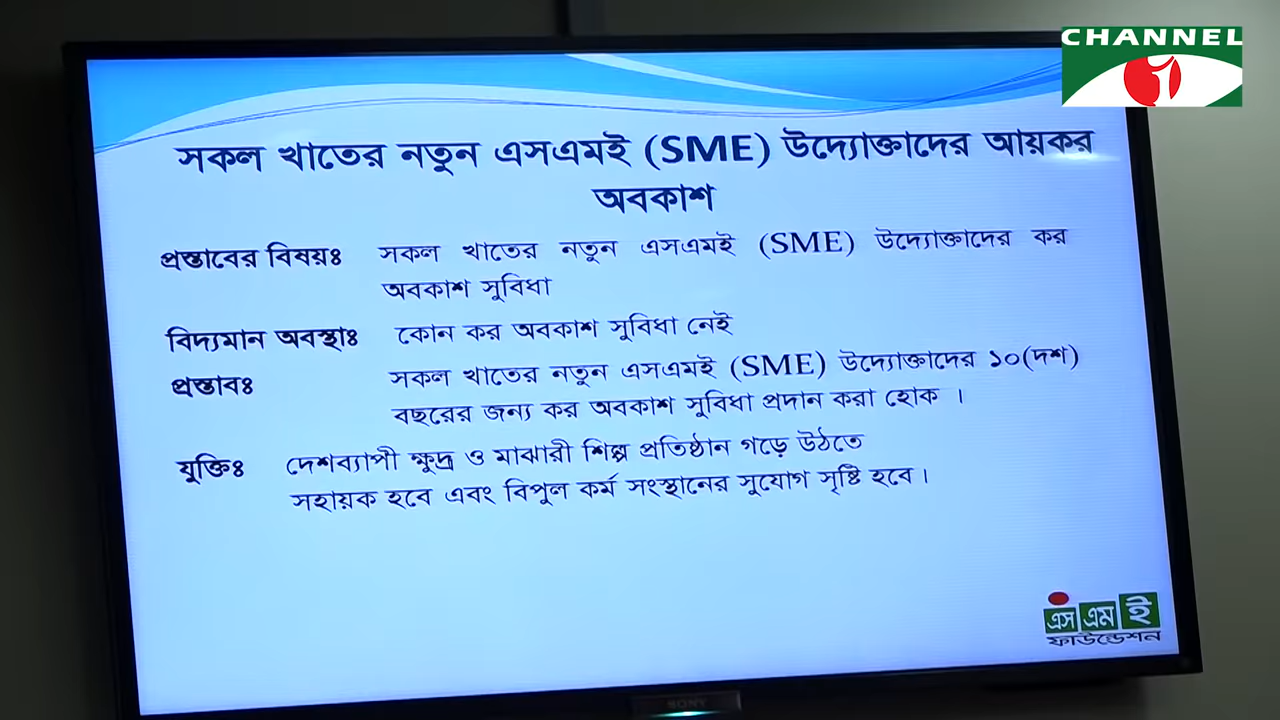 CHANNEL
i
সকল খাতের নতুন এসএমই (SME) উদ্যোক্তাদের আয়কর
অবকাশ
প্রস্তাবের বিষয়ঃ সকল খাতের নতুন এসএমই (SME) উদ্যোক্তাদের কর
অবকাশ সুবিধা
বিদ্যমান অবস্থাঃ কোন কর অবকাশ সুবিধা নেই
প্রস্তাবঃ সকল খাতের নতুন এসএমই (SME) উদ্যোক্তাদের ১০(দশ)
বছরের জন্য কর অবকাশ সুবিধা প্রদান করা হোক ।
যুক্তিঃ দেশব্যাপী ক্ষুদ্র ও মাঝারী শিল্প প্রতিষ্ঠান গড়ে উঠতে
সহায়ক হবে এবং বিপুল কর্ম সংস্থানের সুযোগ সৃষ্টি হবে।
এস এম ই
ফাউন্ডেশন
SONY